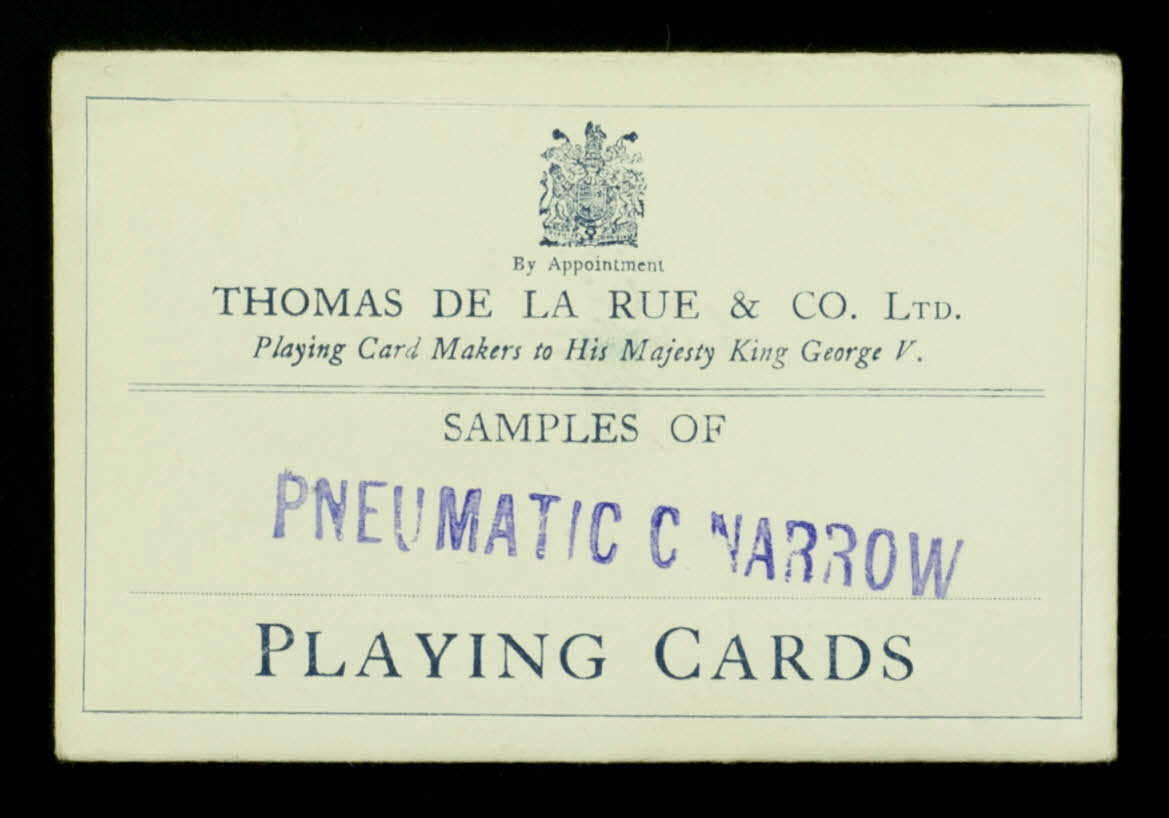 By Appointment
THOMAS DE LA RUE & CO. LTD.
Playing Card Makers to His Majesty King George V.
SAMPLES OF
PNEUMATIC C NARROW
PLAYING CARDS